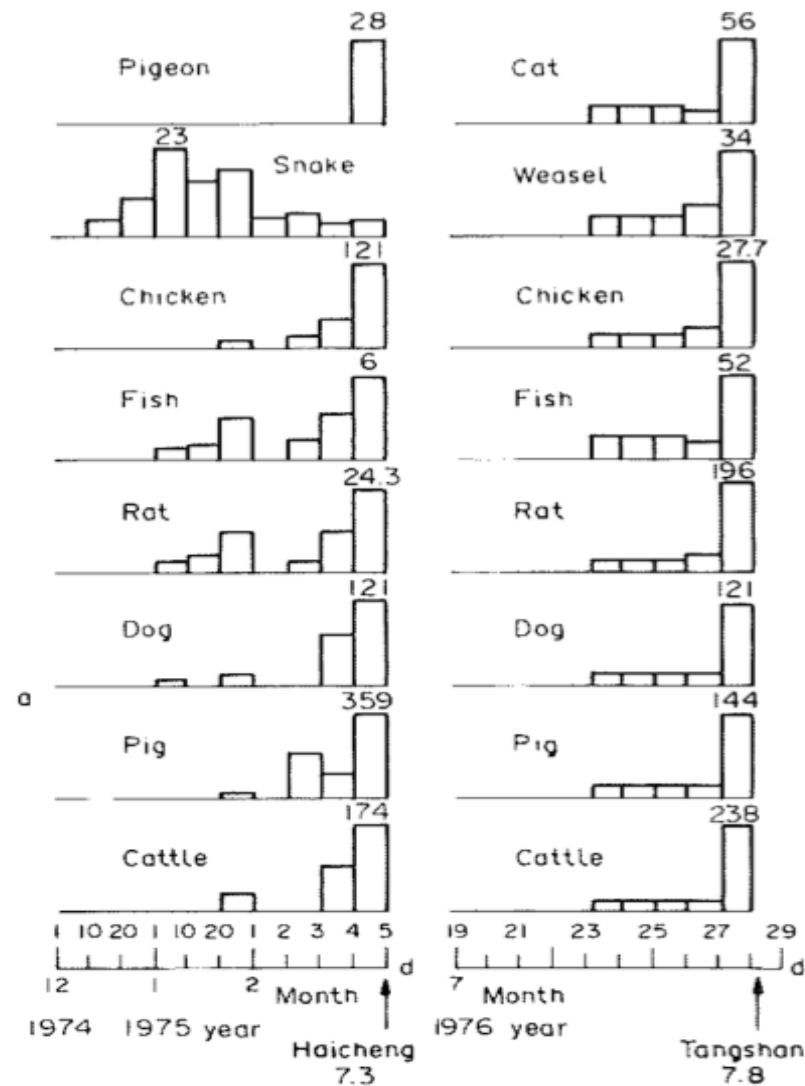 28
Pigeon
23
Snake
121
Chicken
6
Fish
24.3
Rat
121
Dog
a
359
Pig
174
Cattle
1 10 20 1 10 20 1 2 3 4 5
d
12 1 2 Month
1974 1975 year
Haicheng
7.3
56
Cat
34
Weasel
27.7
Chicken
52
Fish
196
Rat
121
Dog
144
Pig
238
Cattle
19 21 23 25 27 29
d
7 Month
1976 year
Tangshan
7.8